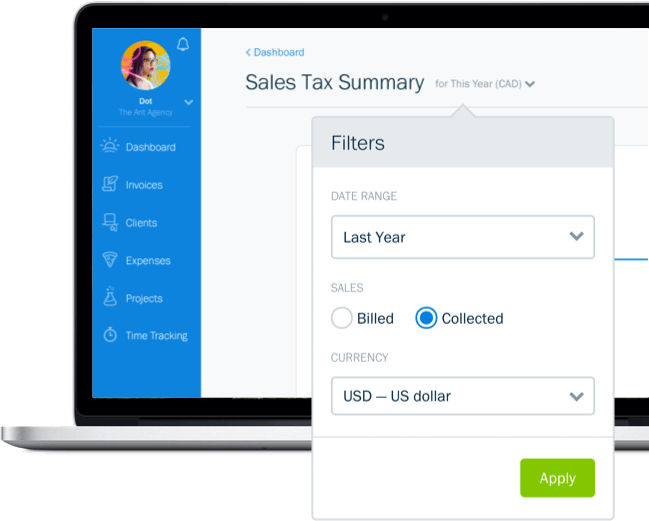 Dot
The Ant Agency
Dashboard
Invoices
Clients
Expenses
Projects
Time Tracking
< Dashboard
Sales Tax Summary for This Year (CAD)
Filters
DATE RANGE
Last Year
SALES
Billed Collected
CURRENCY
USD — US dollar
Apply